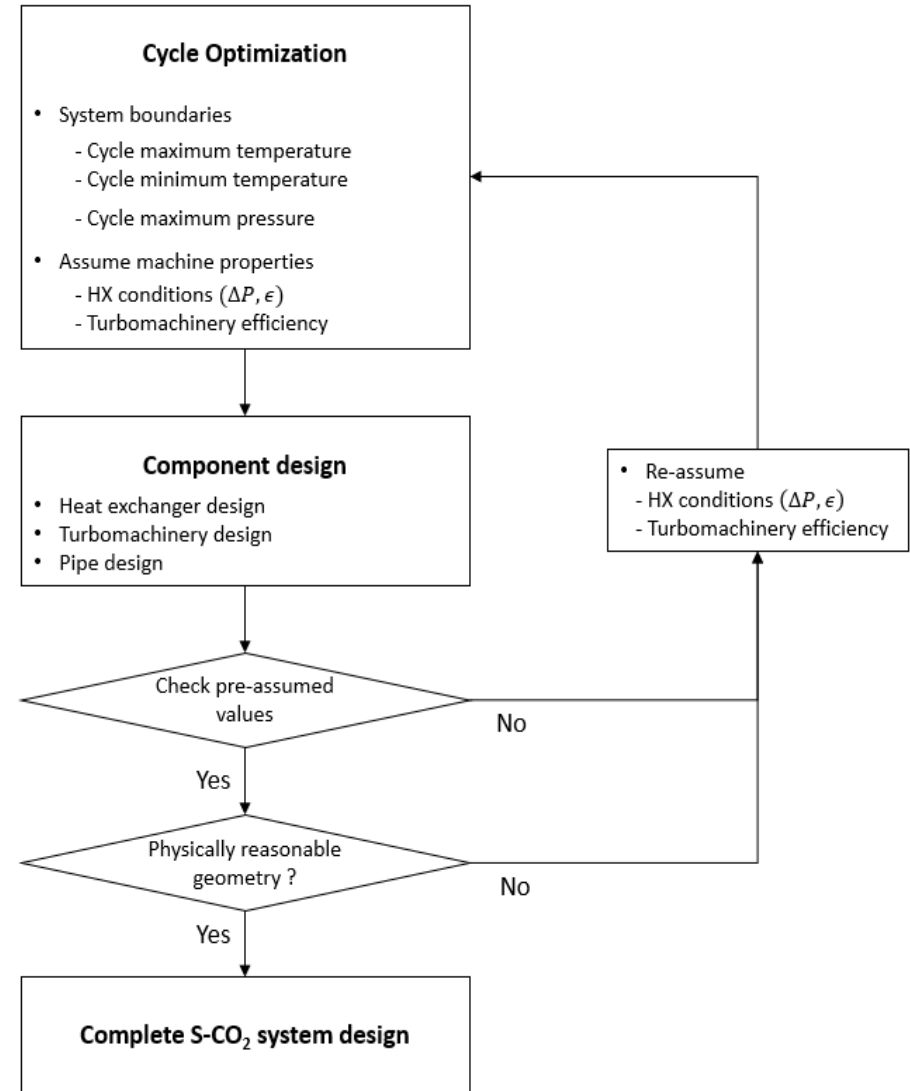 Cycle Optimization
• System boundaries
- Cycle maximum temperature
- Cycle minimum temperature
- Cycle maximum pressure
• Assume machine properties
- HX conditions (ΔP, ϵ)
- Turbomachinery efficiency
Component design
• Heat exchanger design
• Turbomachinery design
• Pipe design
• Re-assume
- HX conditions (ΔP, ϵ)
- Turbomachinery efficiency
Check pre-assumed
values
No
Yes
Physically reasonable
geometry ?
No
Yes
Complete S-CO₂ system design